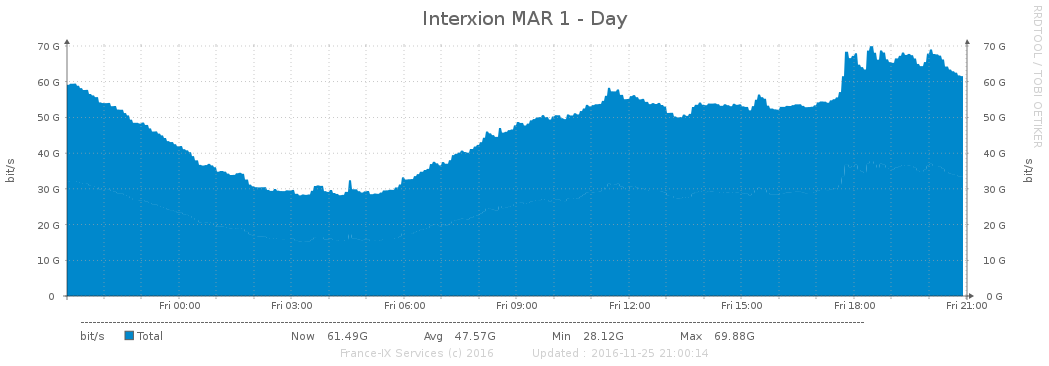 Interxion MAR 1 - Day
RRDTOOL / TOBI OETIKER
70 G 70 G
60 G 60 G
50 G 50 G
40 G 40 G
30 G 30 G
20 G 20 G
10 G 10 G
0 0 G
bit/s bit/s
Fri 00:00 Fri 03:00 Fri 06:00 Fri 09:00 Fri 12:00 Fri 15:00 Fri 18:00 Fri 21:00
bit/s Total Now 61.49G Avg 47.57G Min 28.12G Max 69.88G
France-IX Services (c) 2016 Updated : 2016-11-25 21:00:14